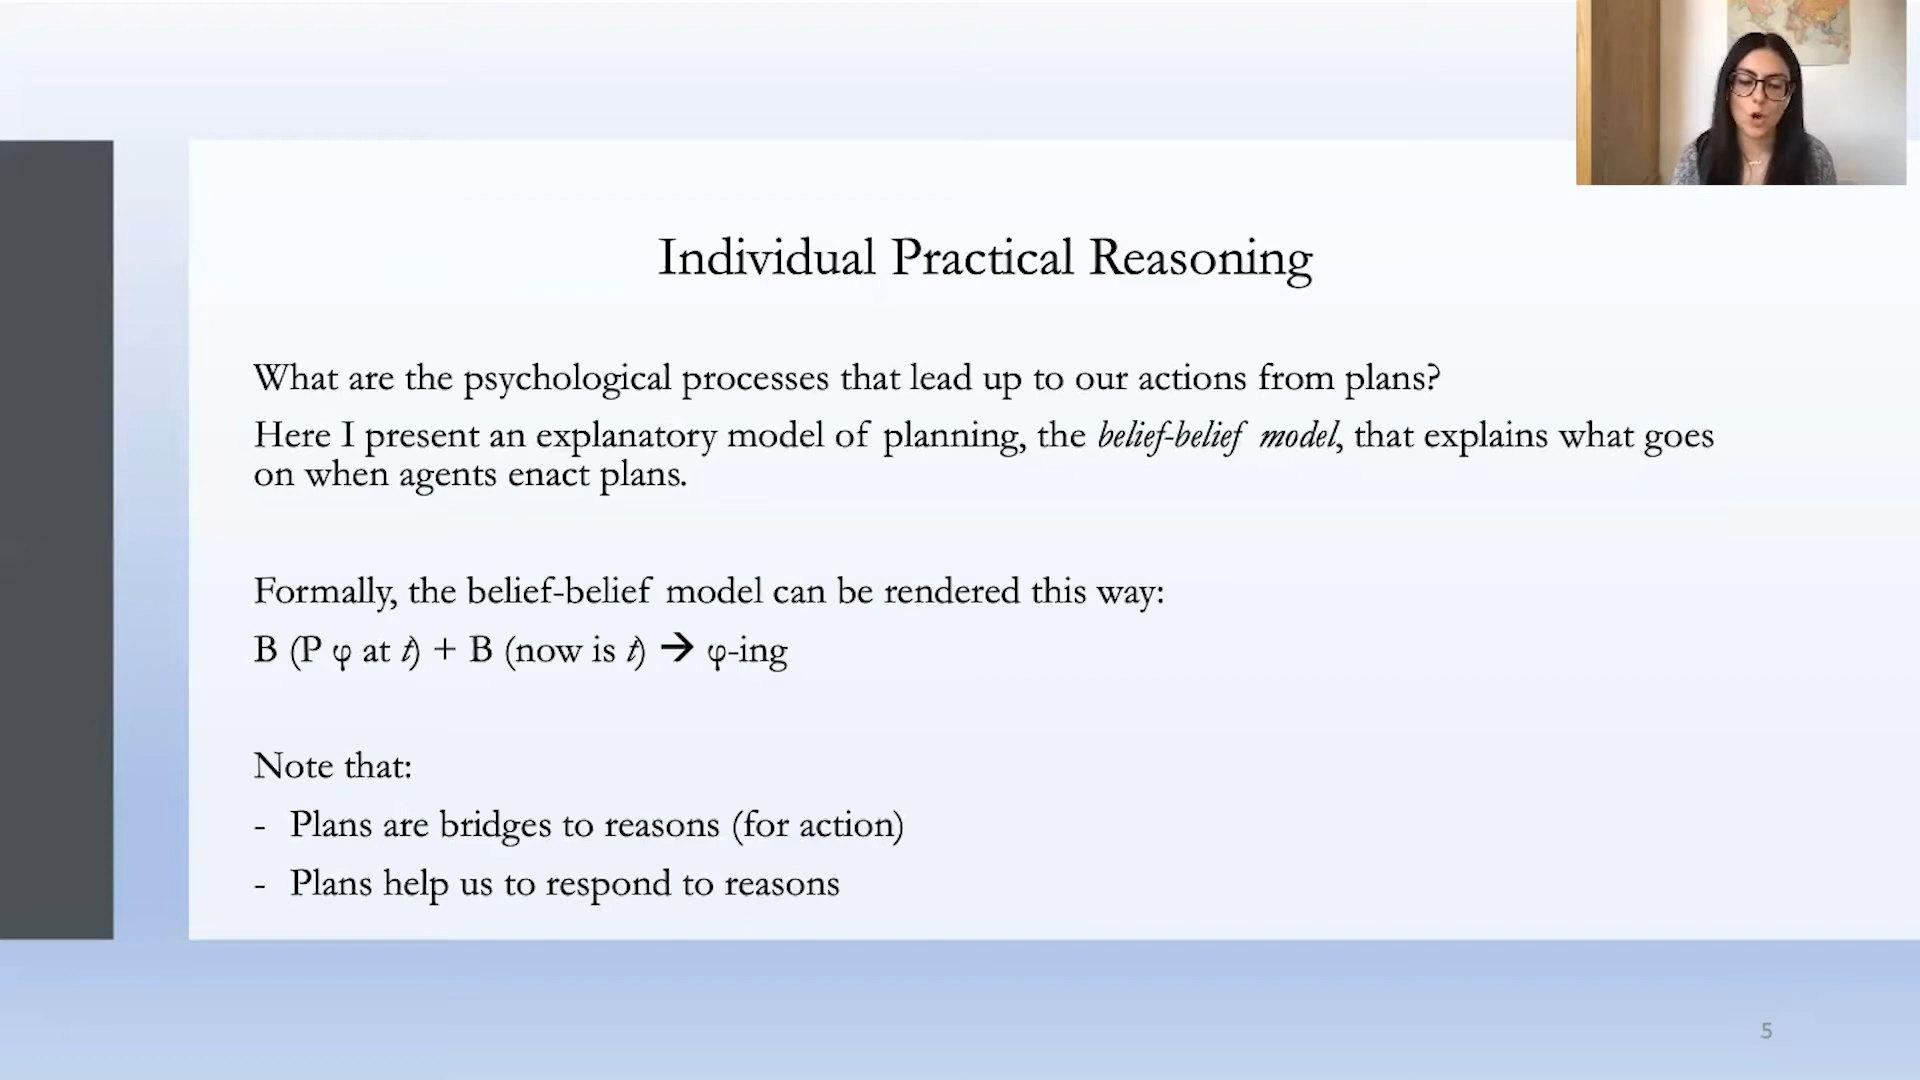 Individual Practical Reasoning
What are the psychological processes that lead up to our actions from plans?
Here I present an explanatory model of planning, the belief-belief model, that explains what goes
on when agents enact plans.
Formally, the belief-belief model can be rendered this way:
B (P φ at t) + B (now is t) → φ-ing
Note that:
- Plans are bridges to reasons (for action)
- Plans help us to respond to reasons
5